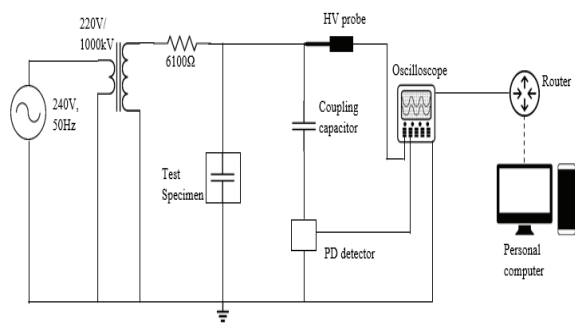 220V/
1000kV
6100Ω
HV probe
Oscilloscope
Router
240V,
50Hz
Coupling
capacitor
Test
Specimen
PD detector
Personal
computer